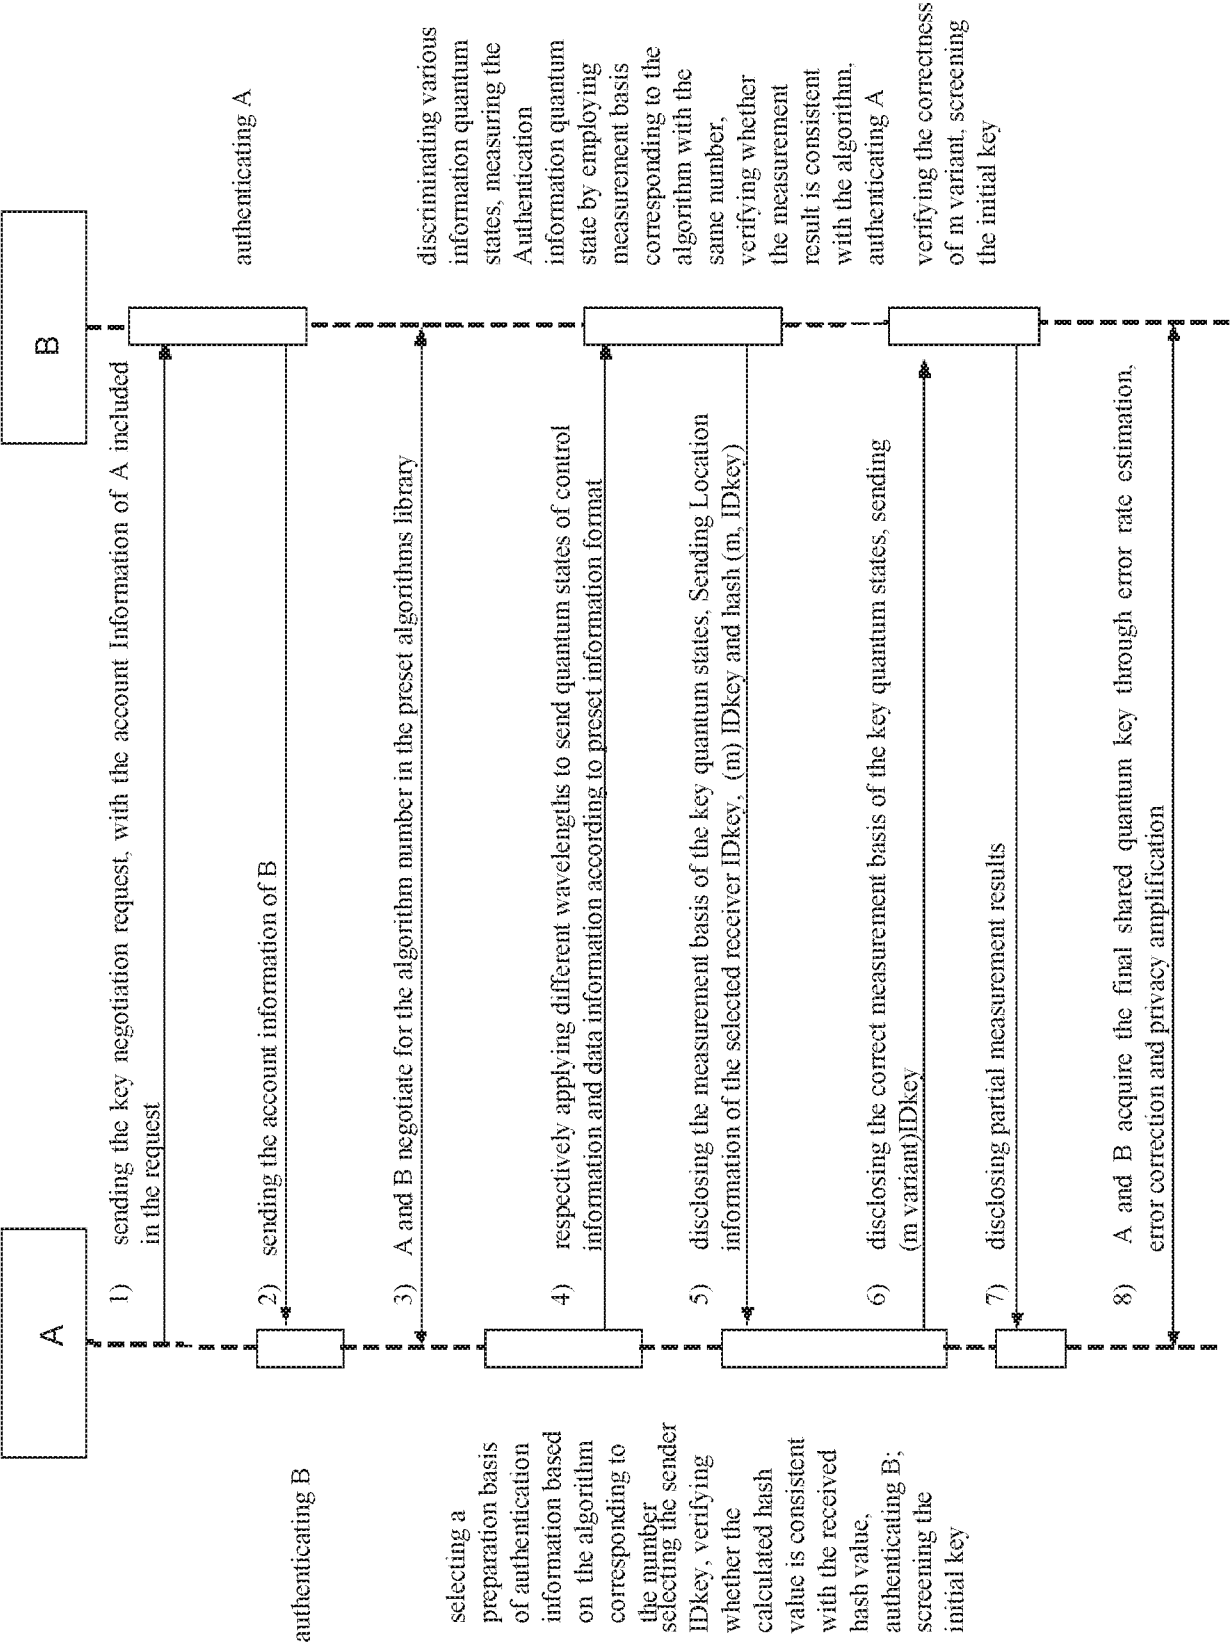 A
B
1) sending the key negotiation request, with the account Information of A included
in the request
authenticating A
2) sending the account information of B
authenticating B
3) A and B negotiate for the algorithm number in the preset algorithms library
selecting a
preparation basis
of authentication
information based
on the algorithm
corresponding to
the number
4) respectively applying different wavelengths to send quantum states of control
information and data information according to preset information format
discriminating various
information quantum
states, measuring the
Authentication
information quantum
state by employing
measurement basis
corresponding to the
algorithm with the
same number,
verifying whether
the measurement
result is consistent
with the algorithm,
authenticating A
5) disclosing the measurement basis of the key quantum states, Sending Location
information of the selected receiver IDkey, (m) IDkey and hash (m, IDkey)
selecting the sender
IDkey, verifying
whether the
calculated hash
value is consistent
with the received
hash value,
authenticating B;
screening the
initial key
6) disclosing the correct measurement basis of the key quantum states, sending
(m variant)IDkey
verifying the correctness
of m variant, screening
the initial key
7) disclosing partial measurement results
8) A and B acquire the final shared quantum key through error rate estimation,
error correction and privacy amplification